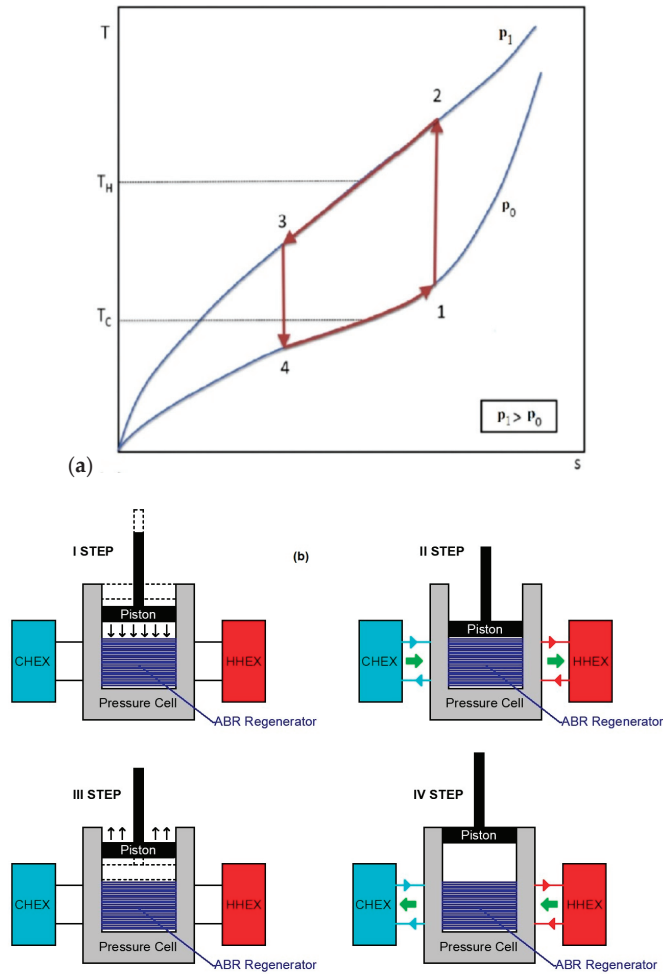 T
p₁
2
T_H
p₀
3
T_C
1
4
p₁ > p₀
(a)
s
I STEP
(b)
II STEP
Piston
Piston
CHEX
HHEX
CHEX
HHEX
Pressure Cell
Pressure Cell
ABR Regenerator
ABR Regenerator
III STEP
IV STEP
Piston
Piston
CHEX
HHEX
CHEX
HHEX
Pressure Cell
Pressure Cell
ABR Regenerator
ABR Regenerator